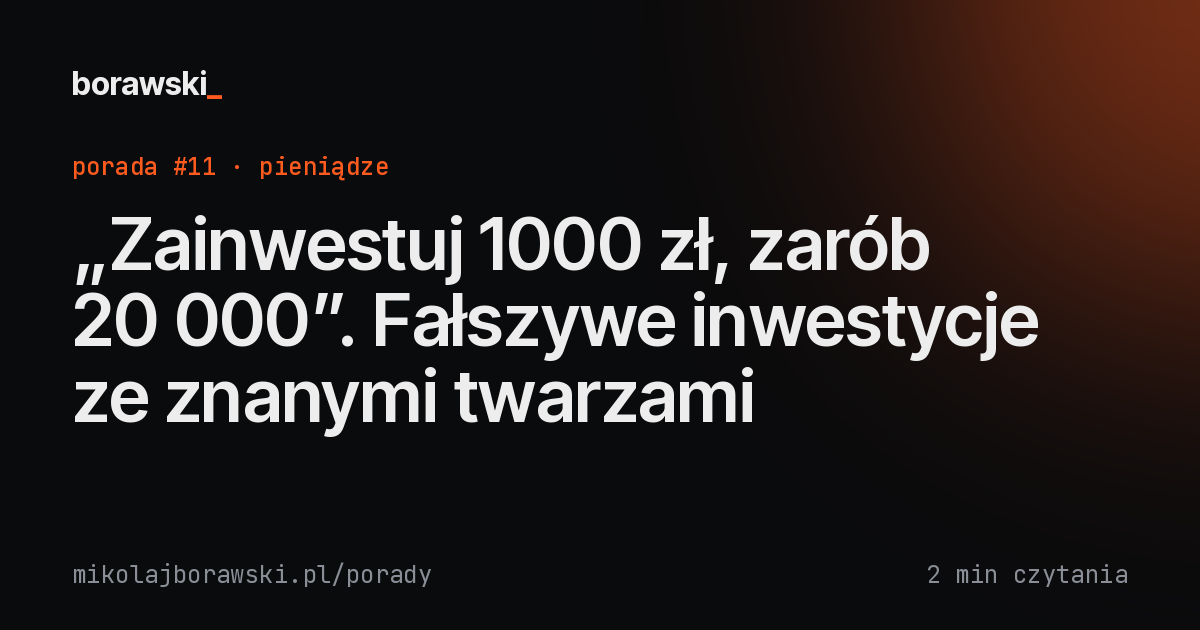 borawski_
porada #11 · pieniądze
„Zainwestuj 1000 zł, zarób
20 000”. Fałszywe inwestycje
ze znanymi twarzami
mikolajborawski.pl/porady
2 min czytania